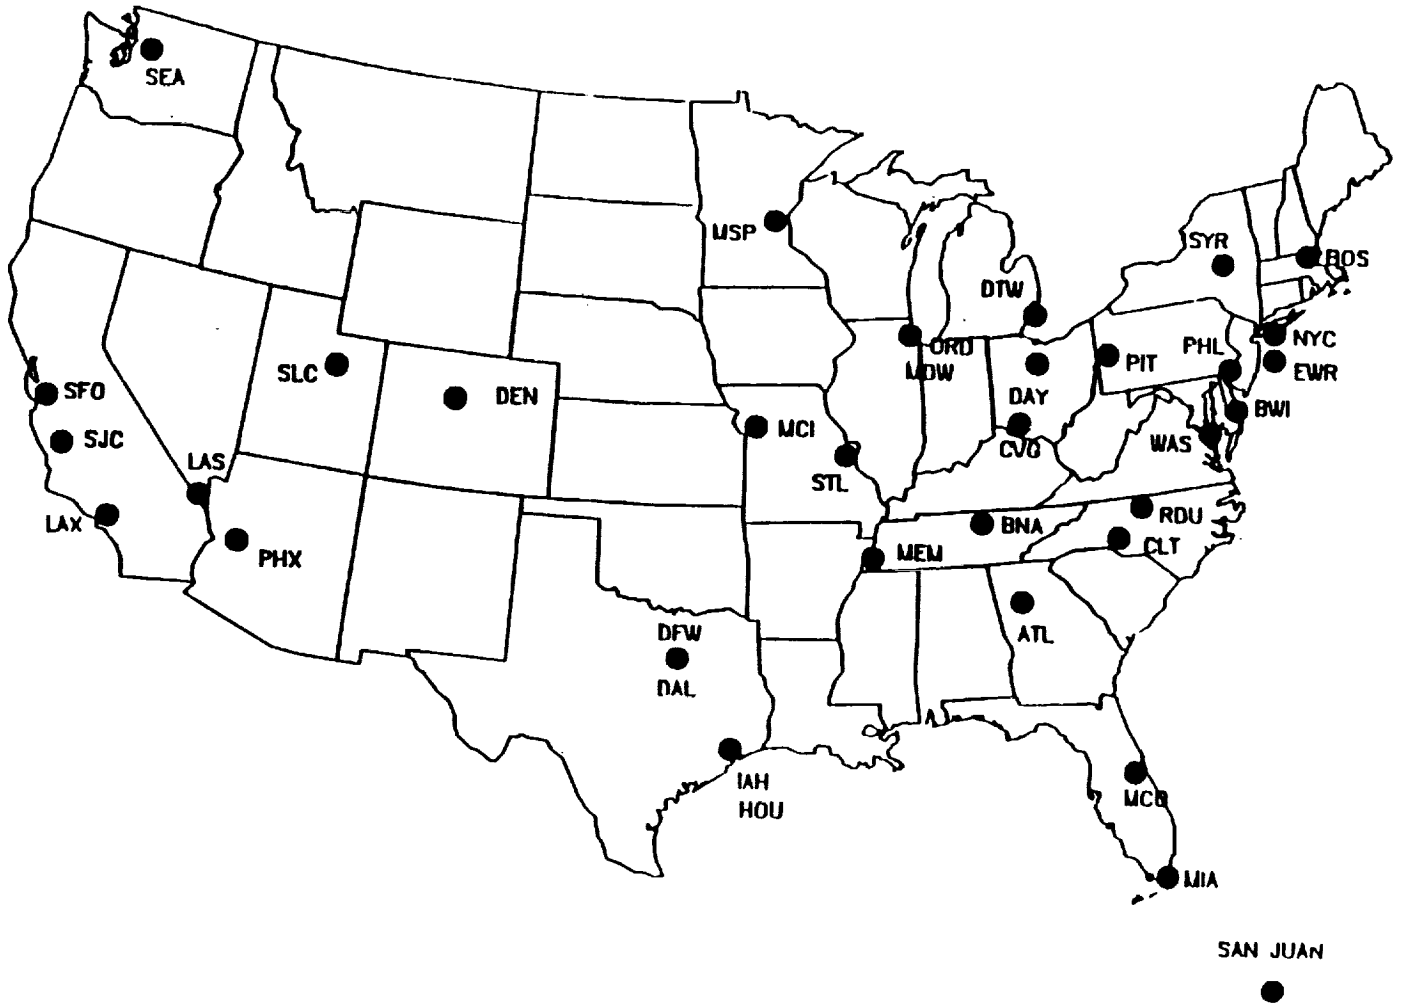 SEA
MSP
SYR
BOS
DTW
ORD
MDW
NYC
PHL
PIT
EWR
SLC
SFO
DEN
DAY
BWI
MCI
SJC
CVG
WAS
LAS
STL
LAX
RDU
BNA
CLT
PHX
MEM
ATL
DFW
DAL
IAH
HOU
MCO
MIA
SAN JUAN